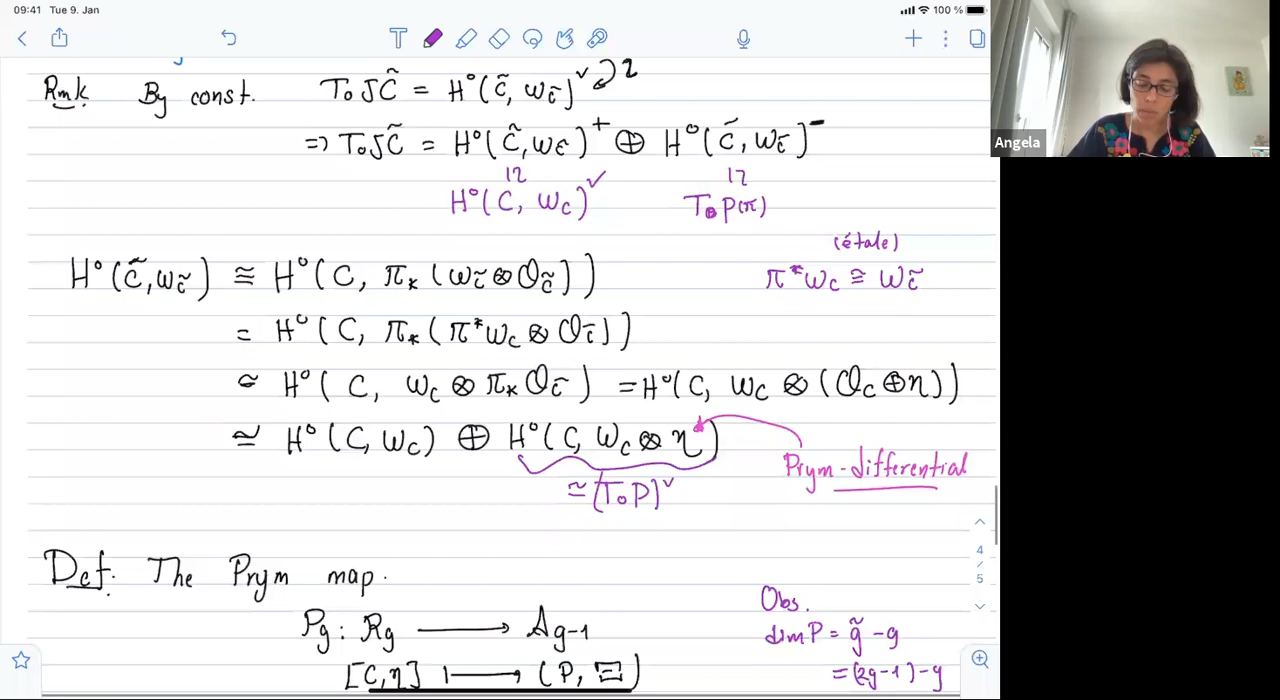 09:41 Tue 9. Jan
100 %
Angela
Rmk By const. T₀JC̃ = H⁰(C̃, ω_C̃)^∨ ↺ 2
⇒ T₀JC̃ = H⁰(C̃, ω_C̃)⁺ ⊕ H⁰(C̃, ω_C̃)⁻
H⁰(C, ω_C)^∨ T₀P(π)
(étale)
H⁰(C̃, ω_C̃) ≅ H⁰(C, π_*(ω_C̃ ⊗ O_C̃)) π*ω_C ≅ ω_C̃
= H⁰(C, π_*(π*ω_C ⊗ O_C̃))
≃ H⁰(C, ω_C ⊗ π_*O_C̃) = H⁰(C, ω_C ⊗ (O_C ⊕ η))
≃ H⁰(C, ω_C) ⊕ H⁰(C, ω_C ⊗ η)
Prym-differential
≃ (T₀P)^∨
4
/
5
Def: The Prym map.
Obs.
Pg: Rg ⟶ Ag-1 dim P = g̃ - g
[C,η] ⟼ (P, Ξ) = (2g-1) - g